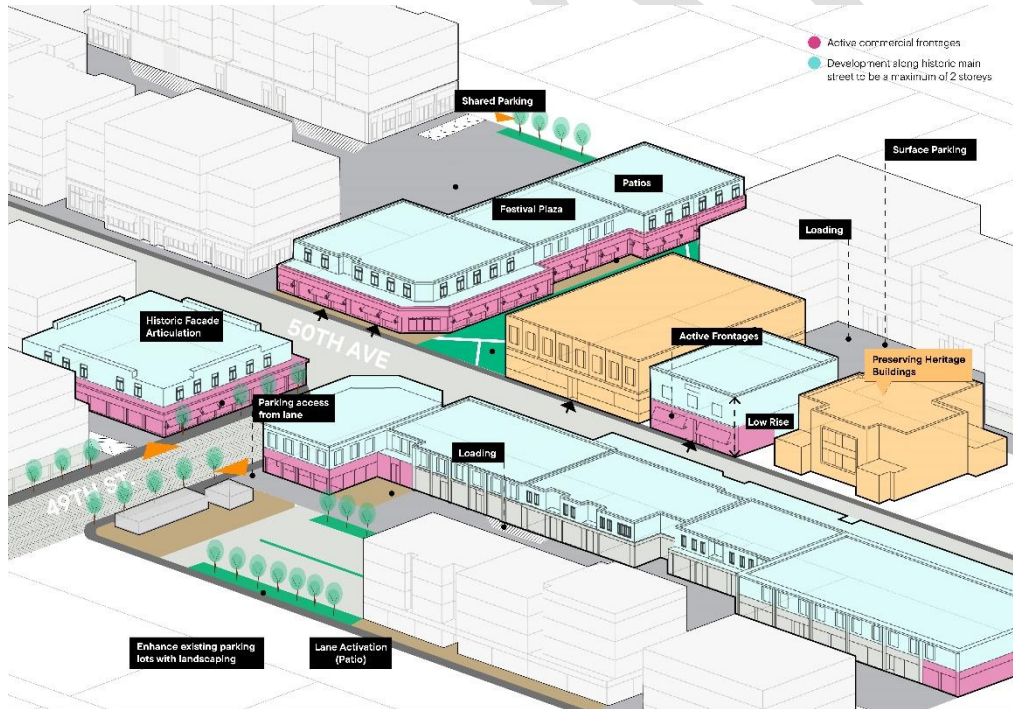 Active commercial frontages
Development along historic main
street to be a maximum of 2 storeys
Shared Parking
Surface Parking
Patios
Festival Plaza
Loading
Historic Facade
Articulation
50TH AVE
Active Frontages
Preserving Heritage
Buildings
Parking access
from lane
Low Rise
Loading
49TH ST.
Enhance existing parking
lots with landscaping
Lane Activation
(Patio)